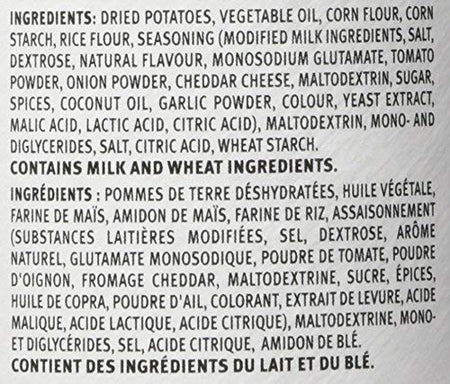 INGREDIENTS: DRIED POTATOES, VEGETABLE OIL, CORN FLOUR, CORN
STARCH, RICE FLOUR, SEASONING (MODIFIED MILK INGREDIENTS, SALT,
DEXTROSE, NATURAL FLAVOUR, MONOSODIUM GLUTAMATE, TOMATO
POWDER, ONION POWDER, CHEDDAR CHEESE, MALTODEXTRIN, SUGAR,
SPICES, COCONUT OIL, GARLIC POWDER, COLOUR, YEAST EXTRACT,
MALIC ACID, LACTIC ACID, CITRIC ACID), MALTODEXTRIN, MONO- AND
DIGLYCERIDES, SALT, CITRIC ACID, WHEAT STARCH.
CONTAINS MILK AND WHEAT INGREDIENTS.
INGRÉDIENTS : POMMES DE TERRE DÉSHYDRATÉES, HUILE VÉGÉTALE,
FARINE DE MAÏS, AMIDON DE MAÏS, FARINE DE RIZ, ASSAISONNEMENT
(SUBSTANCES LAITIÈRES MODIFIÉES, SEL, DEXTROSE, ARÔME
NATUREL, GLUTAMATE MONOSODIQUE, POUDRE DE TOMATE, POUDRE
D'OIGNON, FROMAGE CHEDDAR, MALTODEXTRINE, SUCRE, ÉPICES,
HUILE DE COPRA, POUDRE D'AIL, COLORANT, EXTRAIT DE LEVURE, ACIDE
MALIQUE, ACIDE LACTIQUE, ACIDE CITRIQUE), MALTODEXTRINE, MONO-
ET DIGLYCÉRIDES, SEL, ACIDE CITRIQUE, AMIDON DE BLÉ.
CONTIENT DES INGRÉDIENTS DU LAIT ET DU BLÉ.